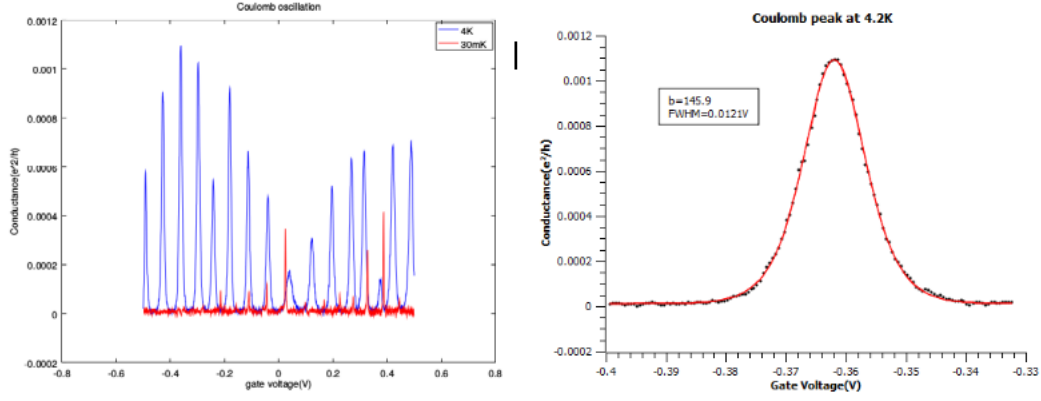 Coulomb oscillation
4K
30mK
0.0012
0.001
0.0008
0.0006
0.0004
0.0002
0
-0.0002
Conductance(e^2/h)
-0.8 -0.6 -0.4 -0.2 0 0.2 0.4 0.6 0.8
gate voltage(V)
Coulomb peak at 4.2K
b=145.9
FWHM=0.0121V
0.0012
0.001
0.0008
0.0006
0.0004
0.0002
0
-0.0002
Conductance(e²/h)
-0.4 -0.39 -0.38 -0.37 -0.36 -0.35 -0.34 -0.33
Gate Voltage(V)